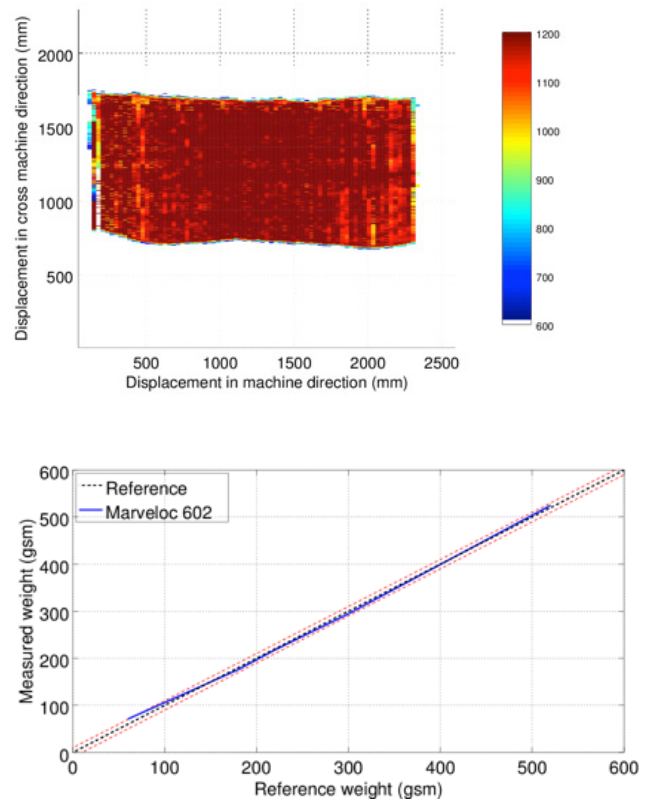 Displacement in cross machine direction (mm)
2000
1500
1000
500
500 1000 1500 2000 2500
Displacement in machine direction (mm)
1200
1100
1000
900
800
700
600
Measured weight (gsm)
600
500
400
300
200
100
0
Reference
Marveloc 602
0 100 200 300 400 500 600
Reference weight (gsm)